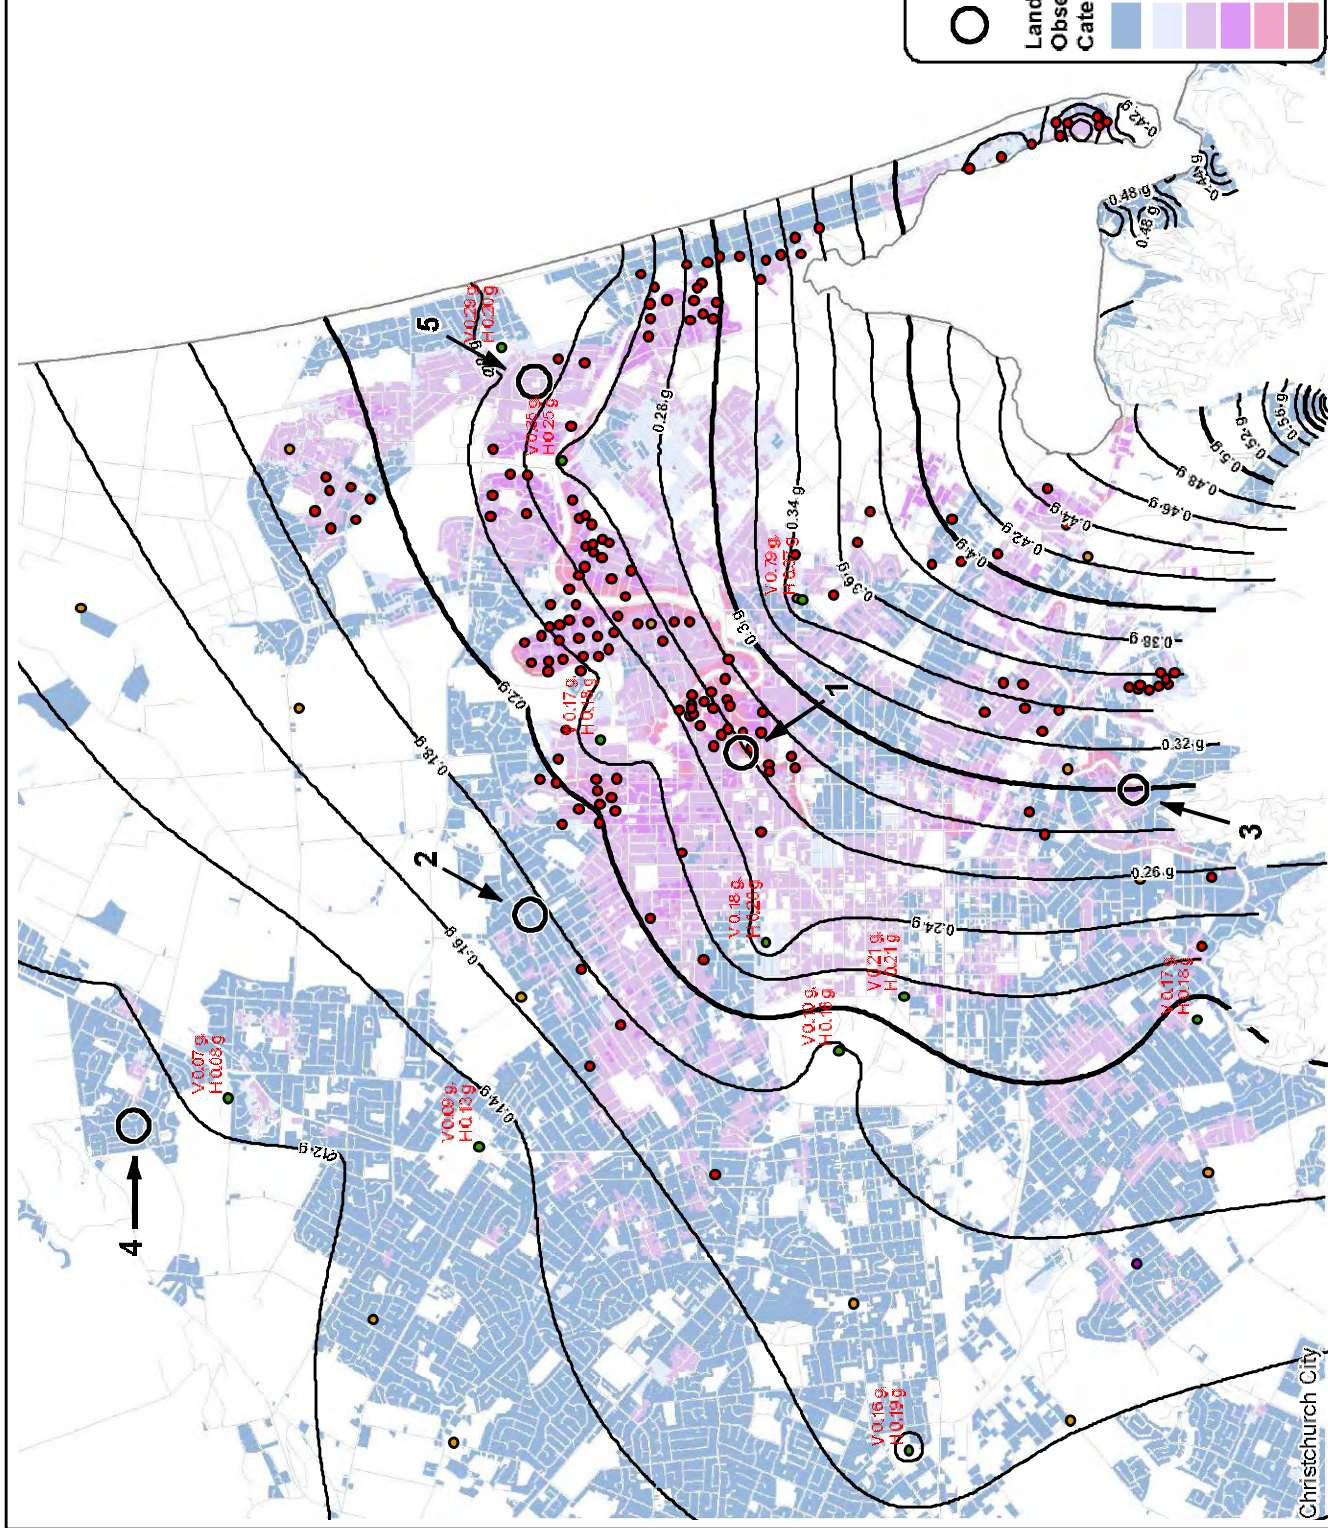 Land
Obse
Cate
0.42 g
0.44 g
0.48 g
0.48 g
5
V 0.29 g,
H 0.20 g
V 0.35 g,
H 0.25 g
0.28 g
0.34 g
V 0.79 g,
H 0.37 g
0.36 g
0.4 g
0.42 g
0.44 g
0.46 g
0.48 g
0.5 g
0.52 g
0.56 g
0.38 g
0.3 g
0.2 g
V 0.17 g,
H 0.18 g
1
0.32 g
3
0.26 g
2
0.18 g
0.16 g
V 0.18 g,
H 0.20 g
0.24 g
V 0.21 g,
H 0.21 g
H 0.16 g
V 0.17 g,
H 0.18 g
V 0.07 g,
H 0.08 g
0.14 g
V 0.09 g,
H 0.13 g
4
0.12 g
V 0.16 g,
H 0.19 g
Christchurch City